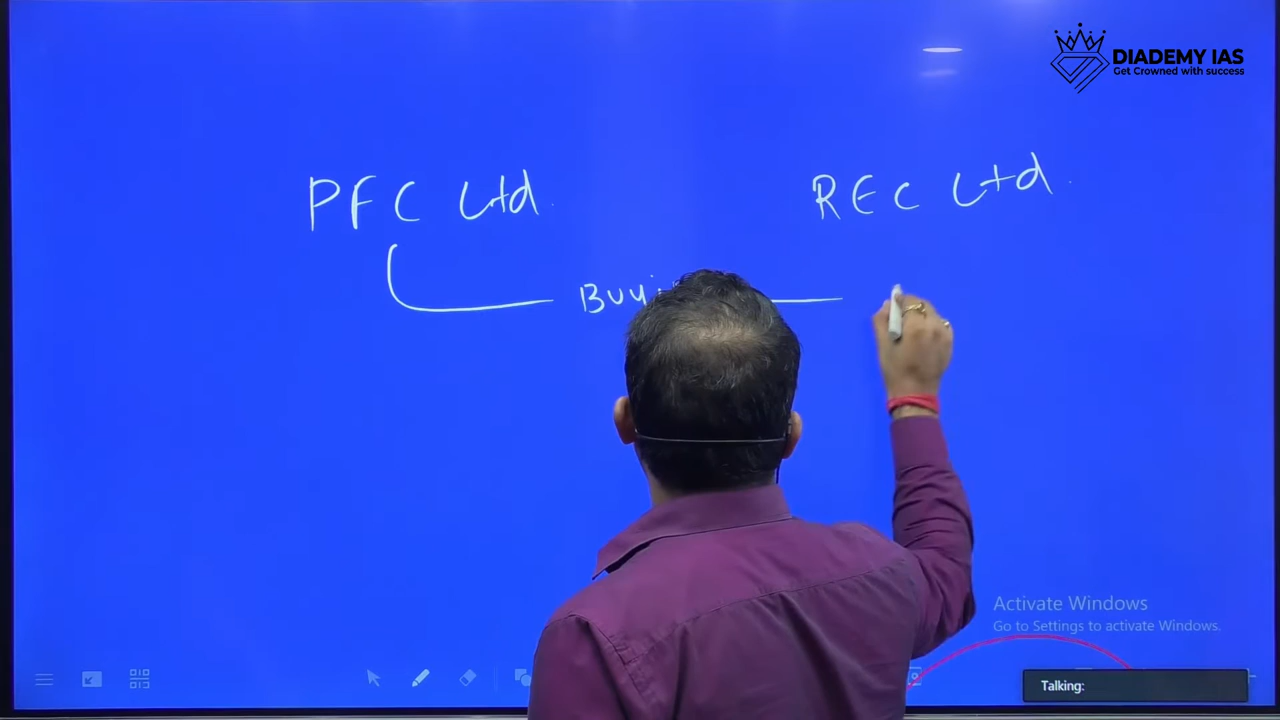 DIADEMY IAS
Get Crowned with success
PFC Ltd.
REC Ltd.
Activate Windows
Go to Settings to activate Windows.
Talking: